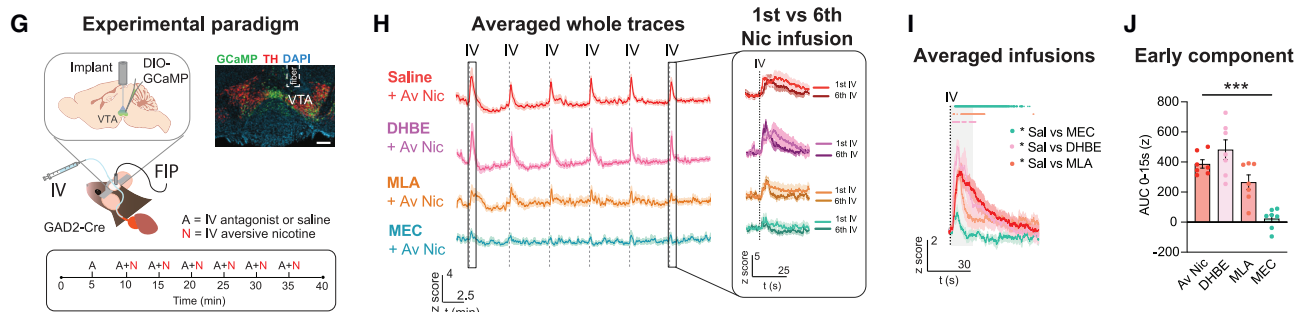 G
Experimental paradigm
Implant
DIO-
GCaMP
VTA
GCaMP TH DAPI
fiber
VTA
IV
FIP
GAD2-Cre
A = IV antagonist or saline
N = IV aversive nicotine
A A+N A+N A+N A+N A+N A+N
0 5 10 15 20 25 30 35 40
Time (min)
H
Averaged whole traces
IV IV IV IV IV IV
Saline
+ Av Nic
DHBE
+ Av Nic
MLA
+ Av Nic
MEC
+ Av Nic
z score
4
2.5
t (min)
1st vs 6th
Nic infusion
IV
1st IV
6th IV
IV
1st IV
6th IV
1st IV
6th IV
1st IV
6th IV
z score
5
25
t (s)
I
Averaged infusions
IV
* Sal vs MEC
* Sal vs DHBE
* Sal vs MLA
z score
2
30
t (s)
J
Early component
***
AUC 0-15s (z)
800
600
400
200
0
-200
Av Nic
DHBE
MLA
MEC